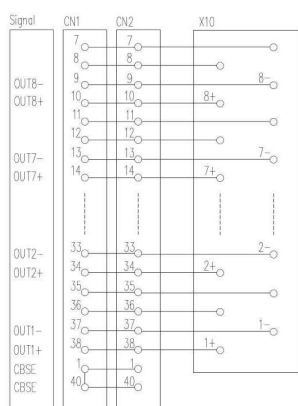 Signal CN1 CN2 X10
7 7
8 8
OUT8- 9 9 8-
OUT8+ 10 10 8+
11 11
12 12
OUT7- 13 13 7-
OUT7+ 14 14 7+
OUT2- 33 33 2-
OUT2+ 34 34 2+
35 35
36 36
OUT1- 37 37 1-
OUT1+ 38 38 1+
CBSE 1 1
CBSE 40 40